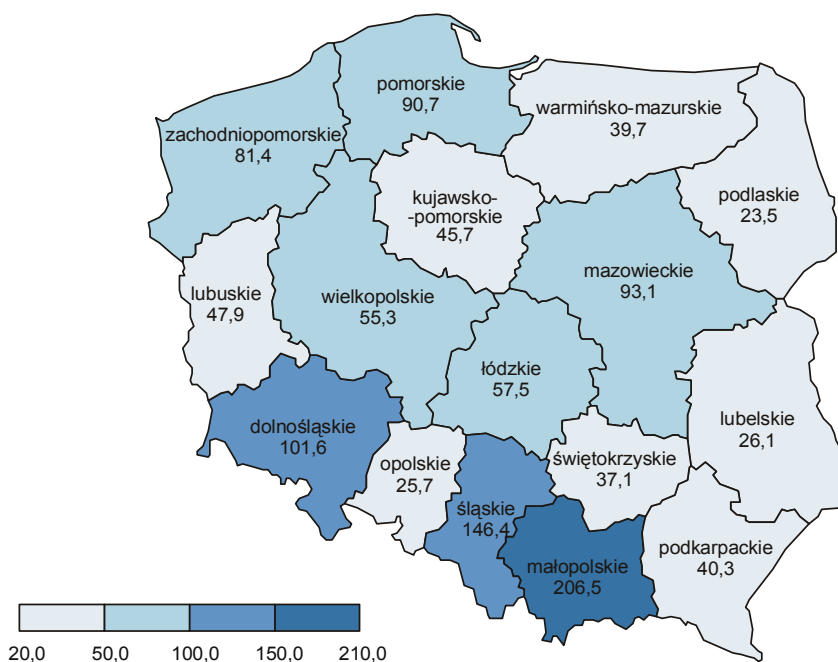 pomorskie
90,7
warmińsko-mazurskie
39,7
zachodniopomorskie
81,4
kujawsko-
-pomorskie
45,7
podlaskie
23,5
mazowieckie
93,1
lubuskie
47,9
wielkopolskie
55,3
łódzkie
57,5
lubelskie
26,1
dolnośląskie
101,6
opolskie
25,7
świętokrzyskie
37,1
śląskie
146,4
małopolskie
206,5
podkarpackie
40,3
20,0 50,0 100,0 150,0 210,0